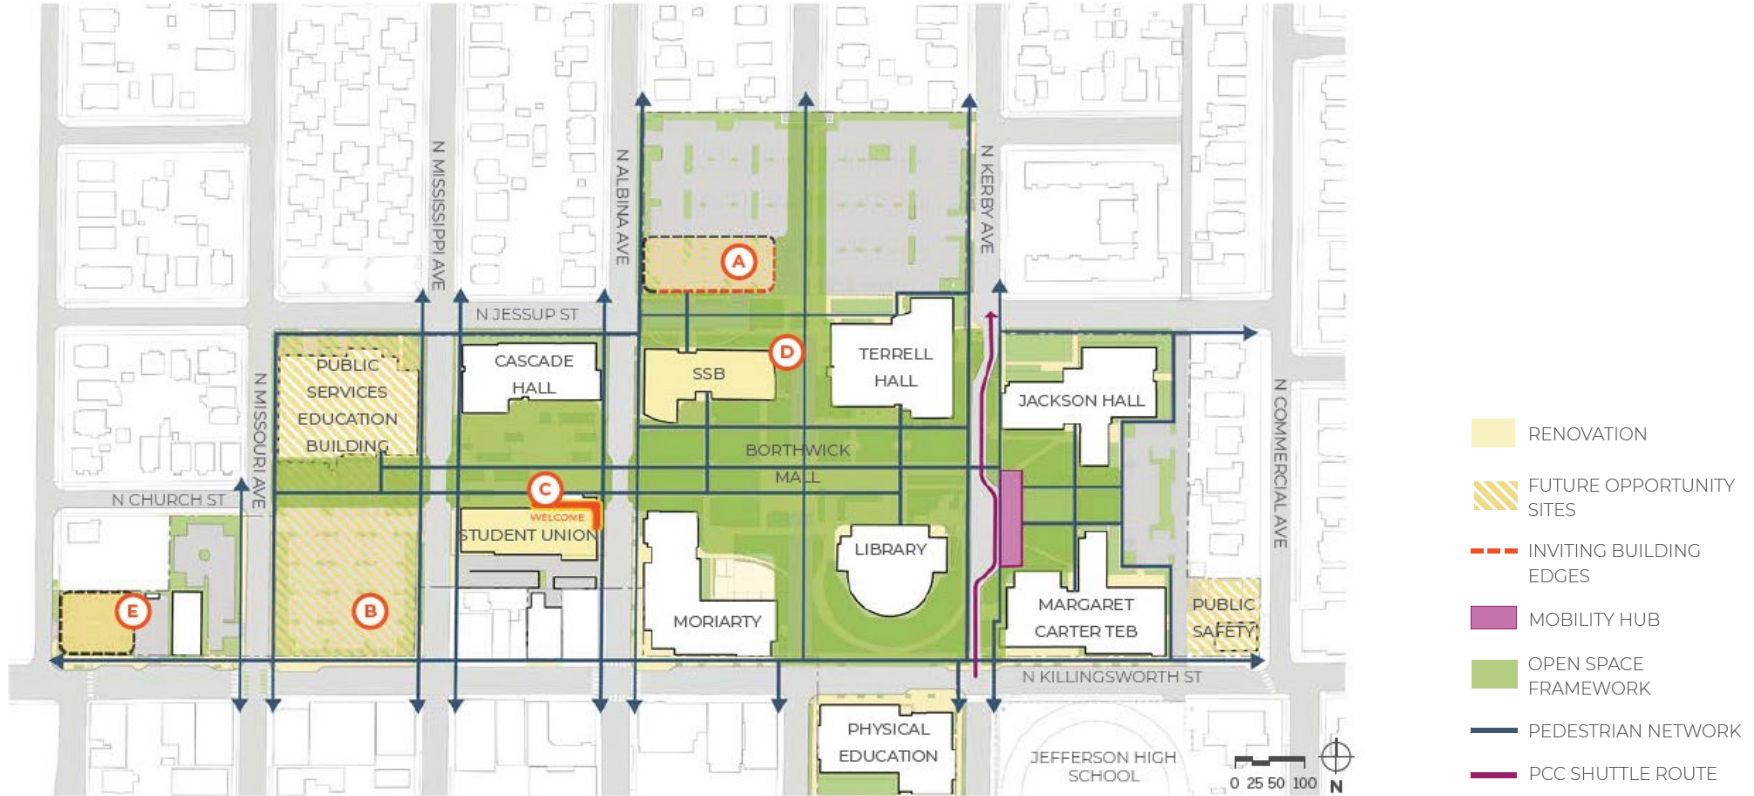 N MISSISSIPPI AVE
N ALBINA AVE
N KERBY AVE
A
N JESSUP ST
D
PUBLIC
SERVICES
EDUCATION
BUILDING
CASCADE
HALL
SSB
TERRELL
HALL
JACKSON HALL
N MISSOURI AVE
N COMMERCIAL AVE
BORTHWICK
MALL
N CHURCH ST
C
WELCOME
STUDENT UNION
LIBRARY
E
B
MORIARTY
MARGARET
CARTER TEB
PUBLIC
SAFETY
N KILLINGSWORTH ST
PHYSICAL
EDUCATION
JEFFERSON HIGH
SCHOOL
0 25 50 100
N
RENOVATION
FUTURE OPPORTUNITY
SITES
INVITING BUILDING
EDGES
MOBILITY HUB
OPEN SPACE
FRAMEWORK
PEDESTRIAN NETWORK
PCC SHUTTLE ROUTE